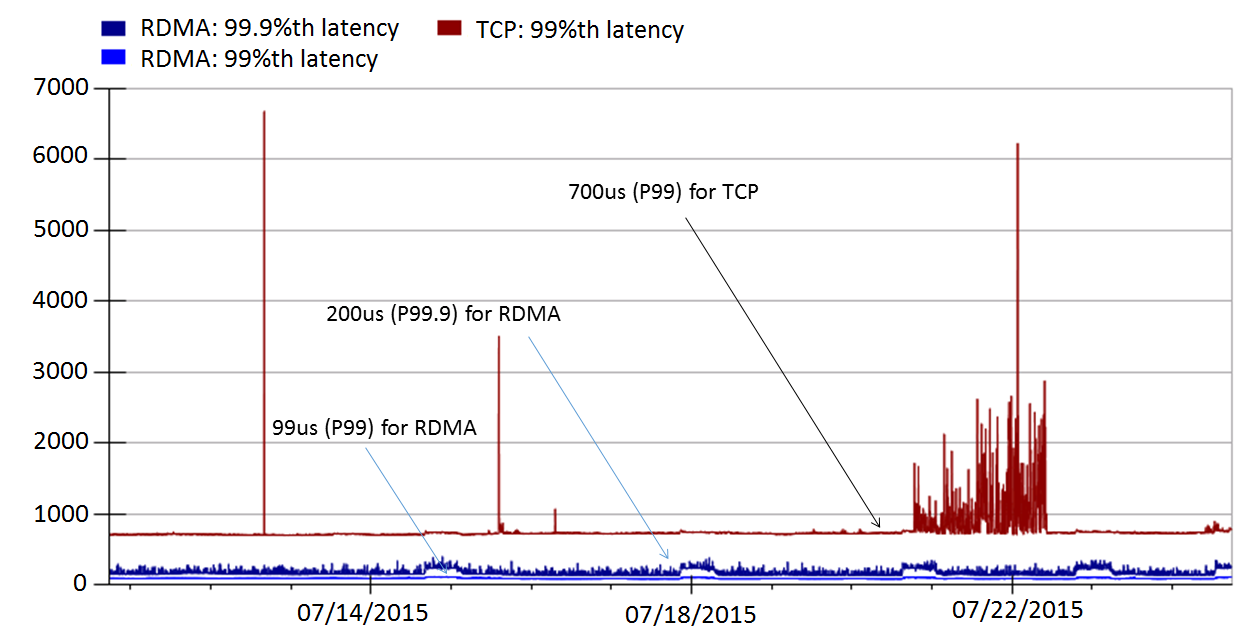 RDMA: 99.9%th latency
TCP: 99%th latency
RDMA: 99%th latency
7000
6000
700us (P99) for TCP
5000
4000
200us (P99.9) for RDMA
3000
99us (P99) for RDMA
2000
1000
0
07/14/2015
07/18/2015
07/22/2015